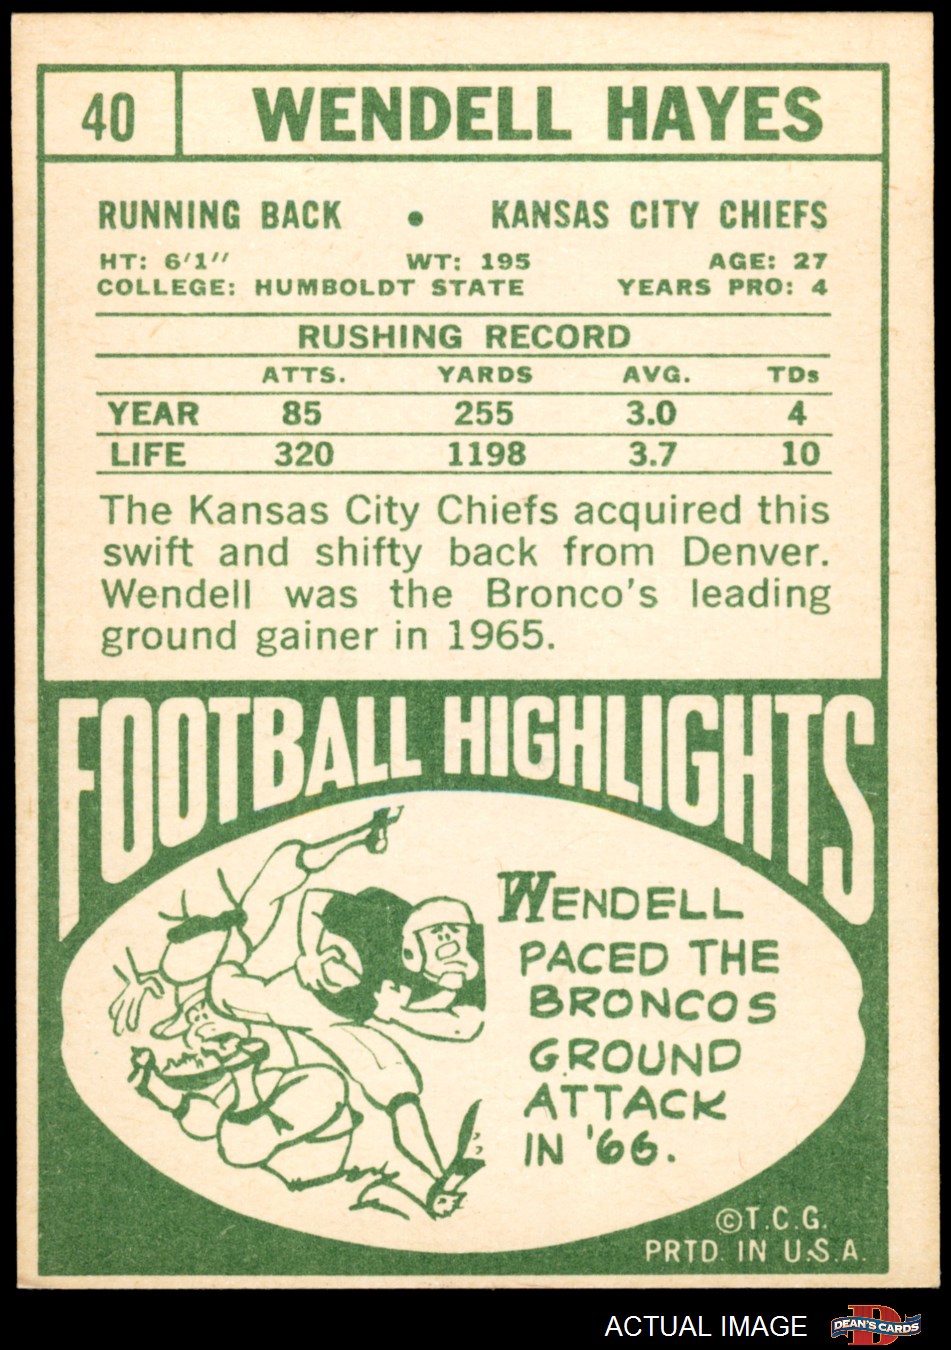 40 WENDELL HAYES
RUNNING BACK • KANSAS CITY CHIEFS
HT: 6'1" WT: 195 AGE: 27
COLLEGE: HUMBOLDT STATE YEARS PRO: 4
RUSHING RECORD
ATTS. YARDS AVG. TDs
YEAR 85 255 3.0 4
LIFE 320 1198 3.7 10
The Kansas City Chiefs acquired this
swift and shifty back from Denver.
Wendell was the Bronco's leading
ground gainer in 1965.
FOOTBALL HIGHLIGHTS
WENDELL
PACED THE
BRONCOS
GROUND
ATTACK
IN '66.
©T.C.G.
PRTD. IN U.S.A.
ACTUAL IMAGE
D
DEAN'S CARDS